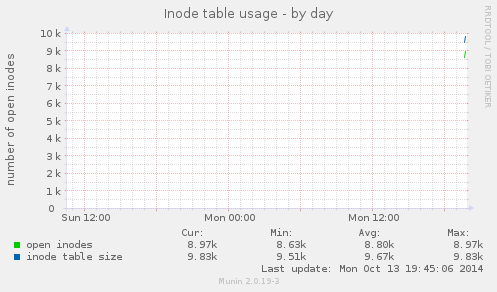 Inode table usage - by day
RRDTOOL / TOBI OETIKER
number of open inodes
10 k
9 k
8 k
7 k
6 k
5 k
4 k
3 k
2 k
1 k
0
Sun 12:00 Mon 00:00 Mon 12:00
Cur: Min: Avg: Max:
open inodes 8.97k 8.63k 8.80k 8.97k
inode table size 9.83k 9.51k 9.67k 9.83k
Last update: Mon Oct 13 19:45:06 2014
Munin 2.0.19-3